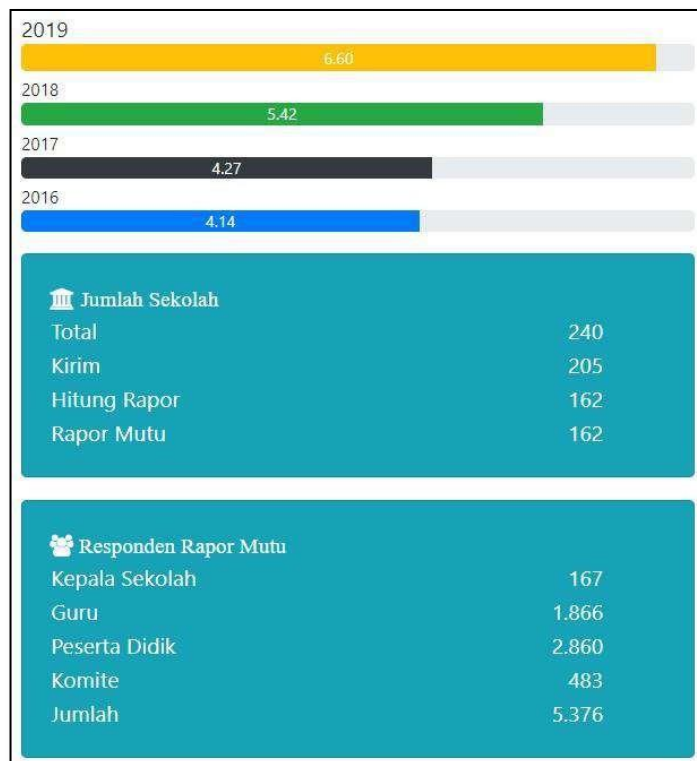 2019
6.60
2018
5.42
2017
4.27
2016
4.14
Jumlah Sekolah
Total 240
Kirim 205
Hitung Rapor 162
Rapor Mutu 162
Responden Rapor Mutu
Kepala Sekolah 167
Guru 1.866
Peserta Didik 2.860
Komite 483
Jumlah 5.376